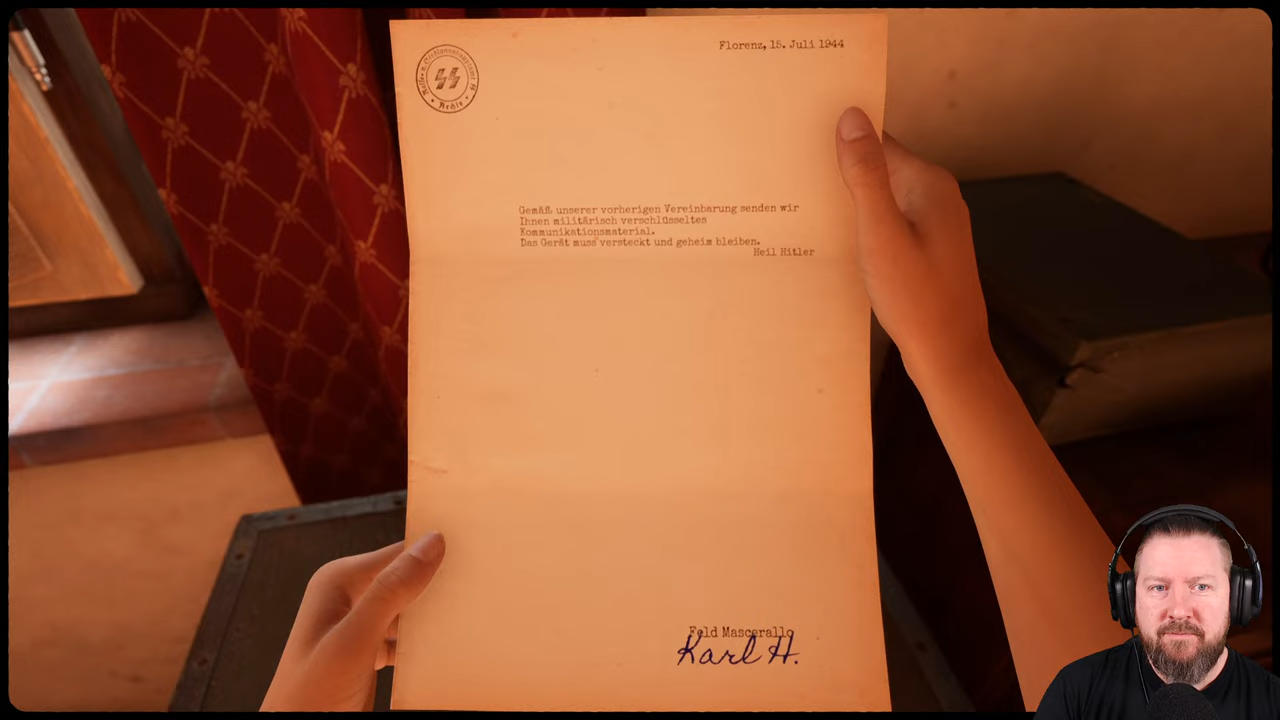 Florenz, 15. Juli 1944
Gemäß unserer vorherigen Vereinbarung senden wir
Ihnen militärisch verschlüsseltes
Kommunikationsmaterial.
Das Gerät muss versteckt und geheim bleiben.
Heil Hitler
Feld Mascerallo
Karl H.